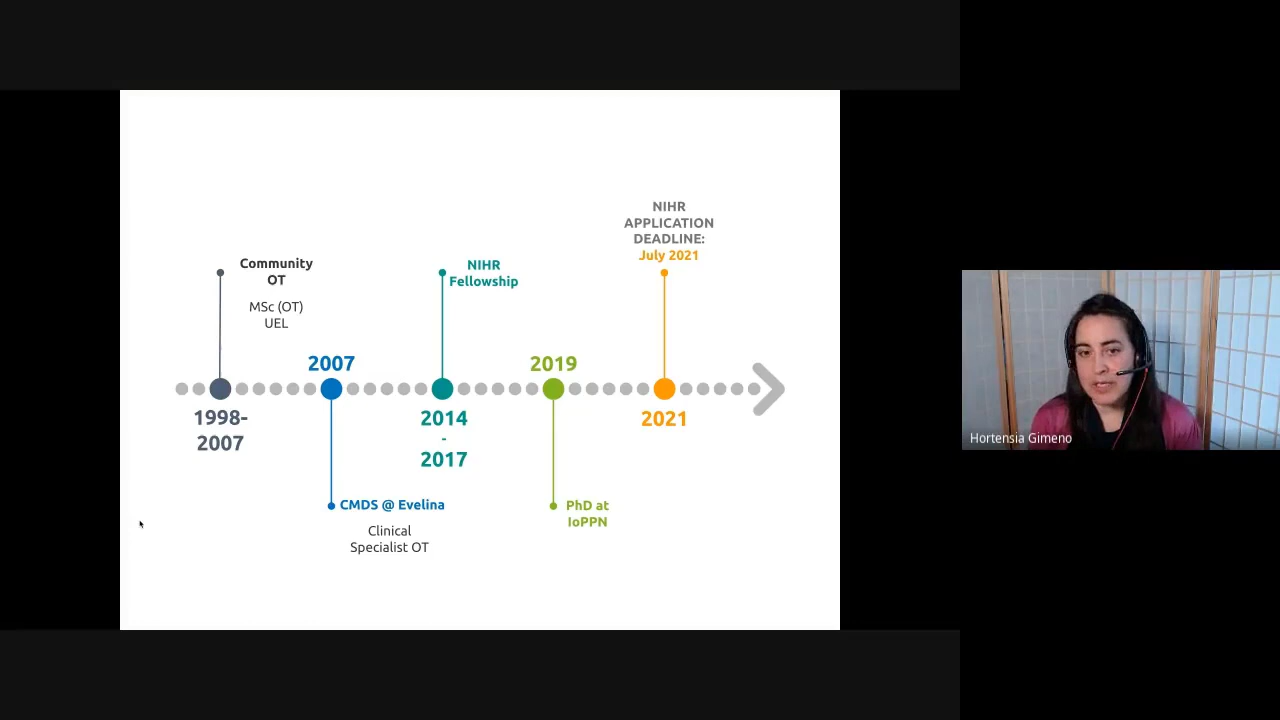 NIHR
APPLICATION
DEADLINE:
July 2021
Community
OT
MSc (OT)
UEL
NIHR
Fellowship
2007
2019
1998-
2007
2014
-
2017
2021
CMDS @ Evelina
Clinical
Specialist OT
PhD at
IoPPN
Hortensia Gimeno